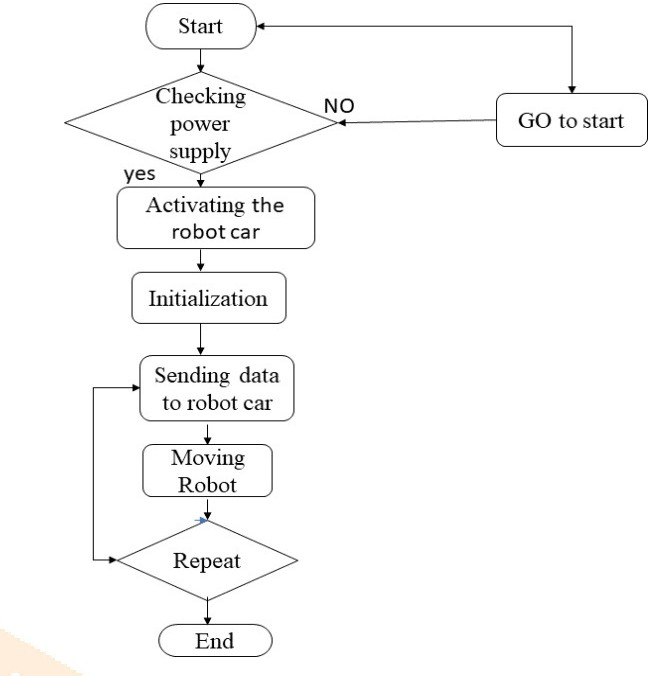 Start
Checking
power
supply
NO
GO to start
yes
Activating the
robot car
Initialization
Sending data
to robot car
Moving
Robot
Repeat
End